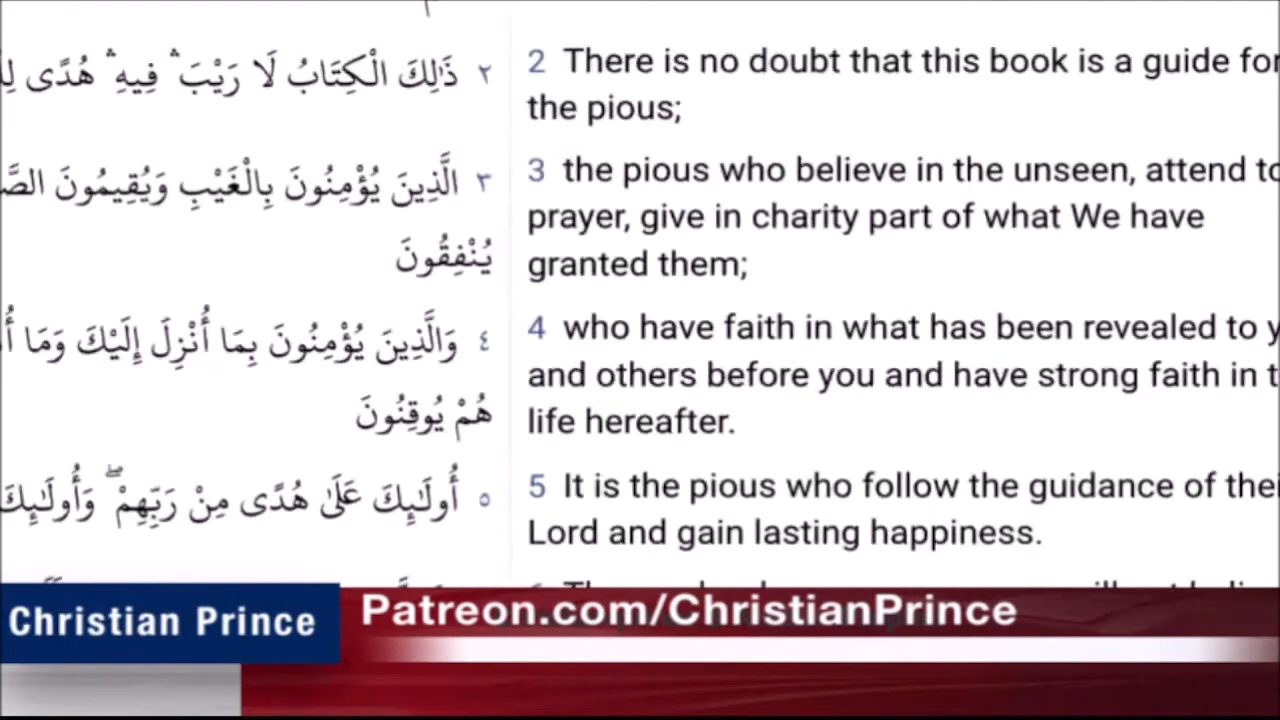 ٢ ذَٰلِكَ الْكِتَابُ لَا رَيْبَ ۛ فِيهِ ۛ هُدًى
٣ الَّذِينَ يُؤْمِنُونَ بِالْغَيْبِ وَيُقِيمُونَ
يُنْفِقُونَ
٤ وَالَّذِينَ يُؤْمِنُونَ بِمَا أُنْزِلَ إِلَيْكَ وَمَا
هُمْ يُوقِنُونَ
٥ أُولَٰئِكَ عَلَىٰ هُدًى مِنْ رَبِّهِمْ ۖ وَأُولَٰئِكَ
2 There is no doubt that this book is a guide for
the pious;
3 the pious who believe in the unseen, attend to
prayer, give in charity part of what We have
granted them;
4 who have faith in what has been revealed to
and others before you and have strong faith in
life hereafter.
5 It is the pious who follow the guidance of
Lord and gain lasting happiness.
Christian Prince
Patreon.com/ChristianPrince